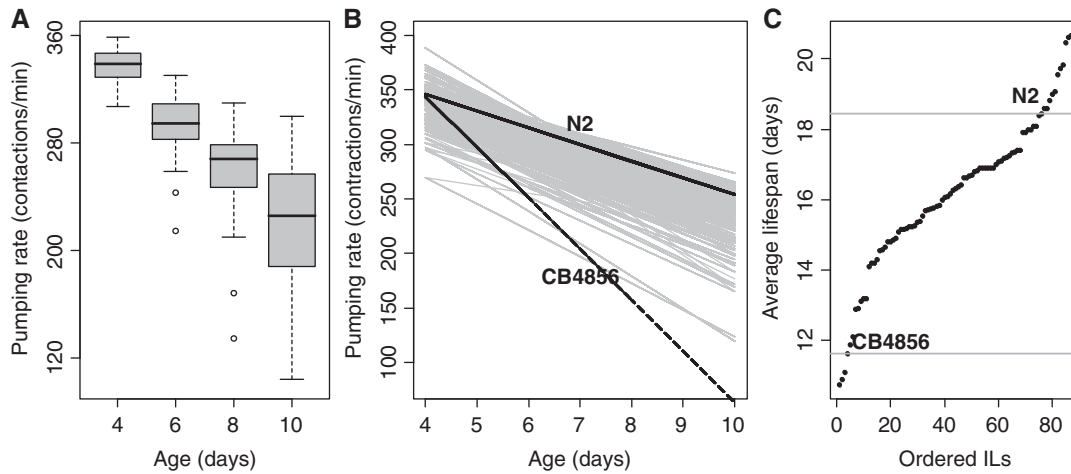 A
Pumping rate (contactions/min)
360
280
200
120
4 6 8 10
Age (days)
B
Pumping rate (contractions/min)
400
350
300
250
200
150
100
N2
CB4856
4 5 6 7 8 9 10
Age (days)
C
Average lifespan (days)
20
18
16
14
12
N2
CB4856
0 20 40 60 80
Ordered ILs